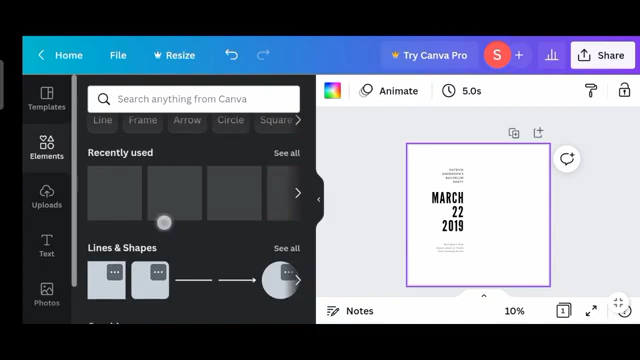 Home File Resize Try Canva Pro S + Share
Templates
Search anything from Canva
Animate 5.0s
Line Frame Arrow Circle Square
Elements
Recently used See all
Uploads
Text
Lines & Shapes See all
Photos
MARCH
22
2019
Notes 10% 1